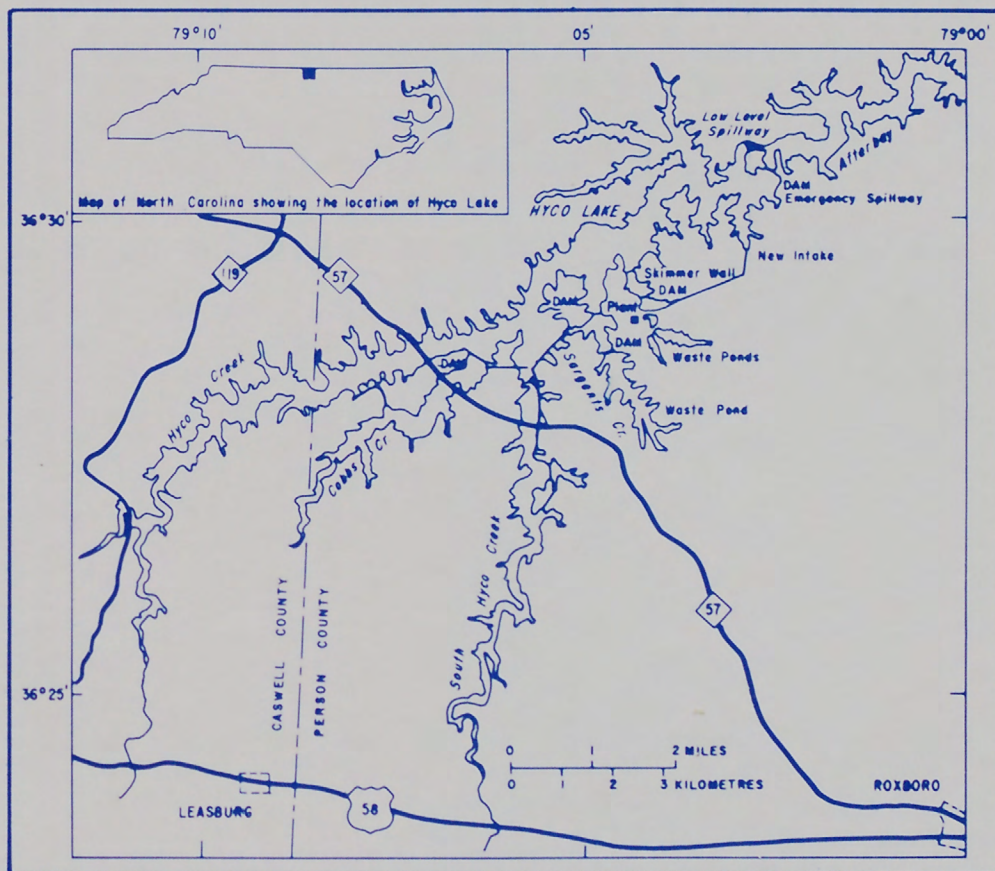 79°10'
05'
79°00'
Map of North Carolina showing the location of Hyco Lake
36°30'
Low Level
Spillway
Afterbay
DAM
Emergency Spillway
HYCO LAKE
New Intake
119
57
Skimmer Wall
DAM
DAM
Plant
DAM
Waste Ponds
DAM
Sargents Cr.
Waste Pond
Hyco Creek
Cobbs Cr.
South Hyco Creek
57
CASWELL COUNTY
PERSON COUNTY
36°25'
0 1 2 MILES
0 1 2 3 KILOMETRES
ROXBORO
LEASBURG
58